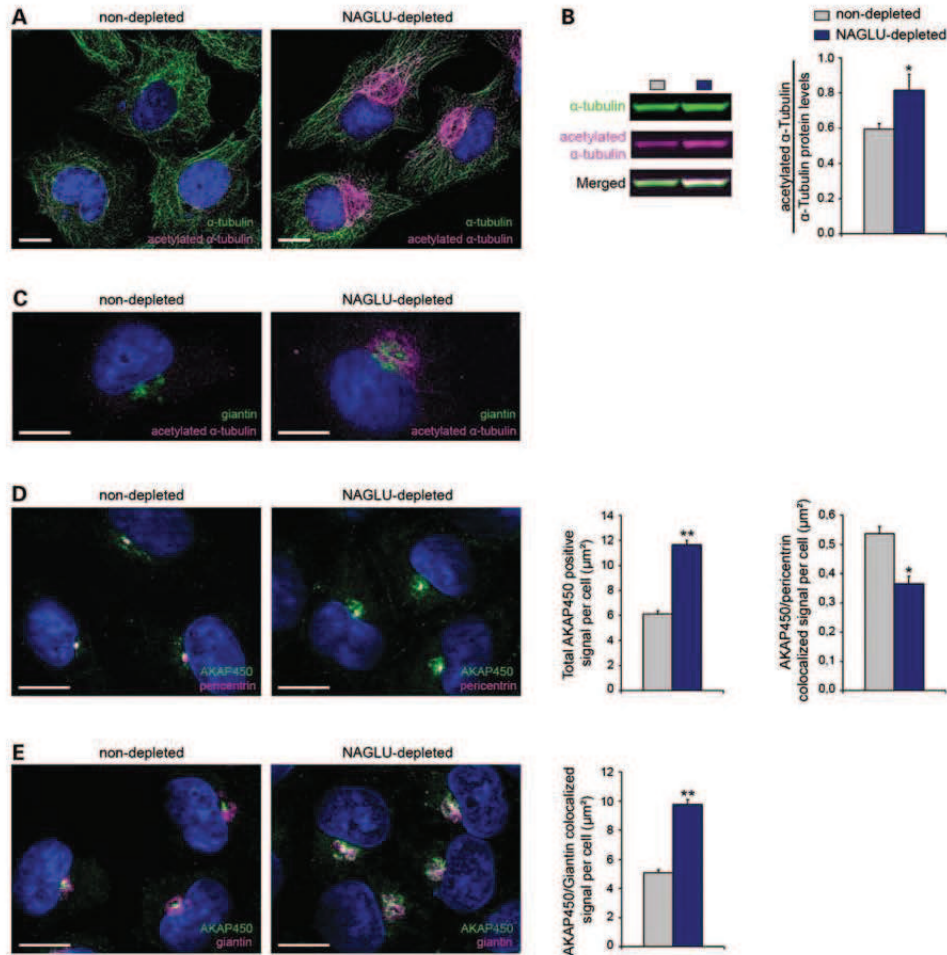 A
non-depleted
NAGLU-depleted
α-tubulin
acetylated α-tubulin
α-tubulin
acetylated α-tubulin
B
non-depleted
NAGLU-depleted
α-tubulin
acetylated
α-tubulin
Merged
acetylated α-Tubulin
α-Tubulin protein levels
1.0
0.8
0.6
0.4
0.2
0.0
*
C
non-depleted
NAGLU-depleted
giantin
acetylated α-tubulin
giantin
acetylated α-tubulin
D
non-depleted
NAGLU-depleted
AKAP450
pericentrin
AKAP450
pericentrin
Total AKAP450 positive
signal per cell (µm²)
14
12
10
8
6
4
2
0
**
AKAP450/pericentrin
colocalized signal per cell (µm²)
0,6
0,5
0,4
0,3
0,2
0,1
0,0
*
E
non-depleted
NAGLU-depleted
AKAP450
giantin
AKAP450
giantin
AKAP450/Giantin colocalized
signal per cell (µm²)
12
10
8
6
4
2
0
**